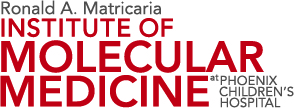 Ronald A. Matricaria
INSTITUTE OF
MOLECULAR
MEDICINE at PHOENIX
CHILDREN'S
HOSPITAL